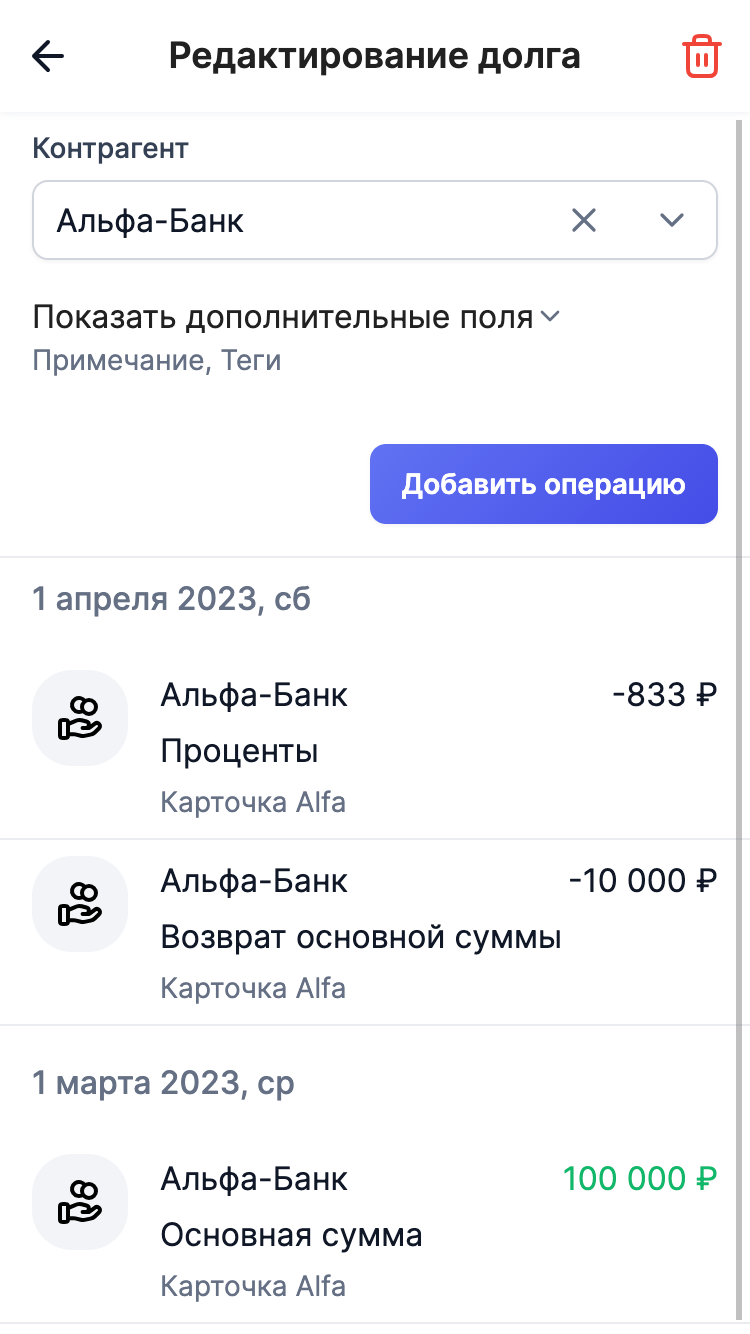 Редактирование долга
Контрагент
Альфа-Банк
Показать дополнительные поля
Примечание, Теги
Добавить операцию
1 апреля 2023, сб
Альфа-Банк -833 ₽
Проценты
Карточка Alfa
Альфа-Банк -10 000 ₽
Возврат основной суммы
Карточка Alfa
1 марта 2023, ср
Альфа-Банк 100 000 ₽
Основная сумма
Карточка Alfa